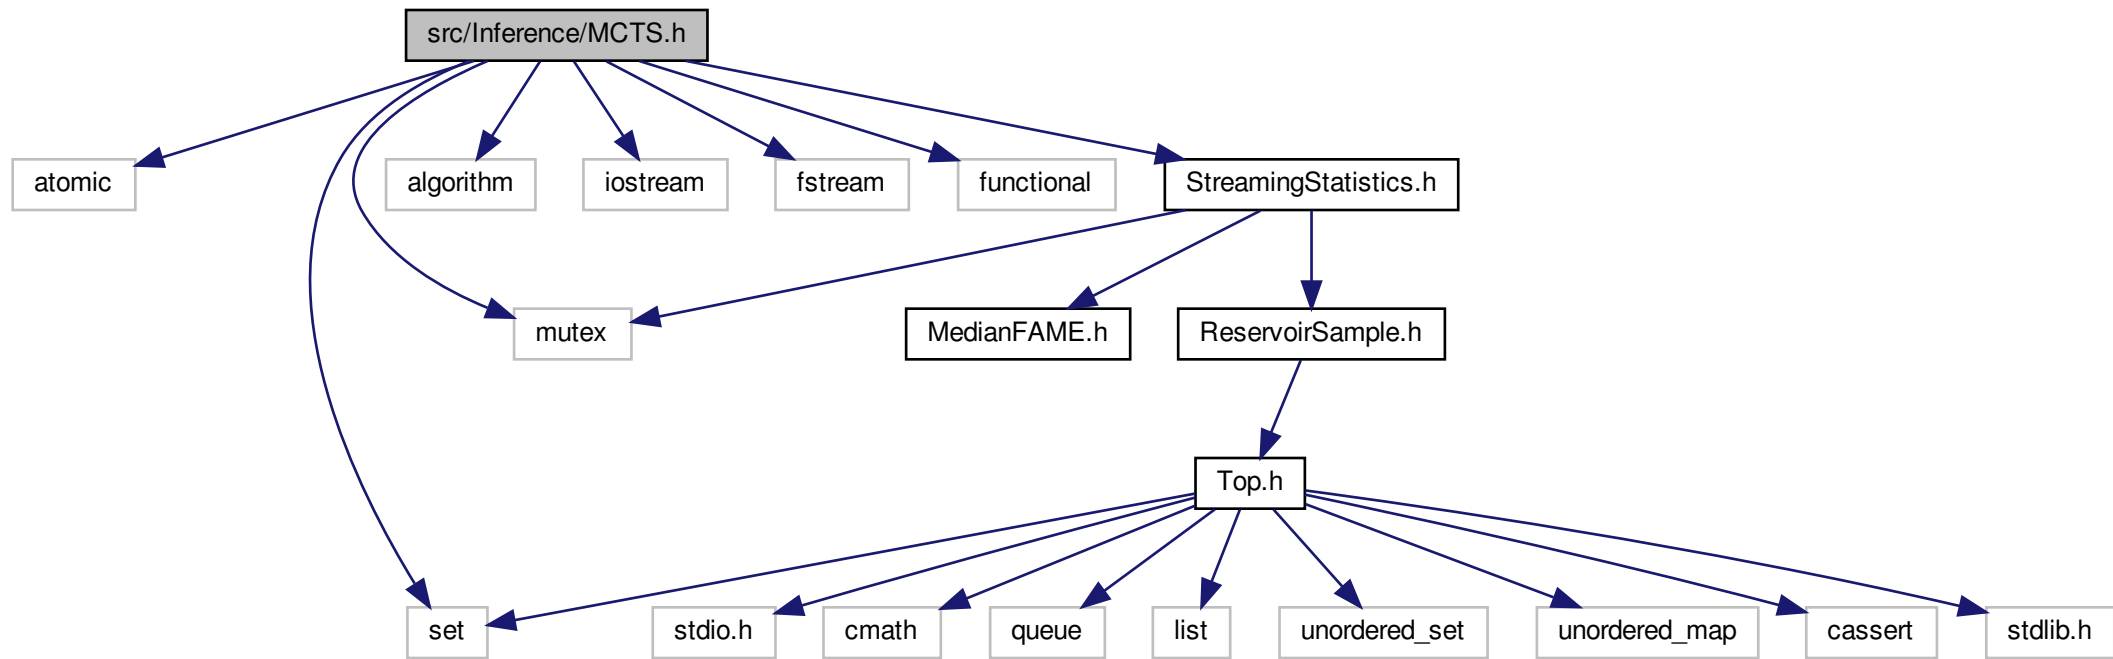 src/Inference/MCTS.h
atomic
algorithm
iostream
fstream
functional
StreamingStatistics.h
mutex
MedianFAME.h
ReservoirSample.h
Top.h
set
stdio.h
cmath
queue
list
unordered_set
unordered_map
cassert
stdlib.h